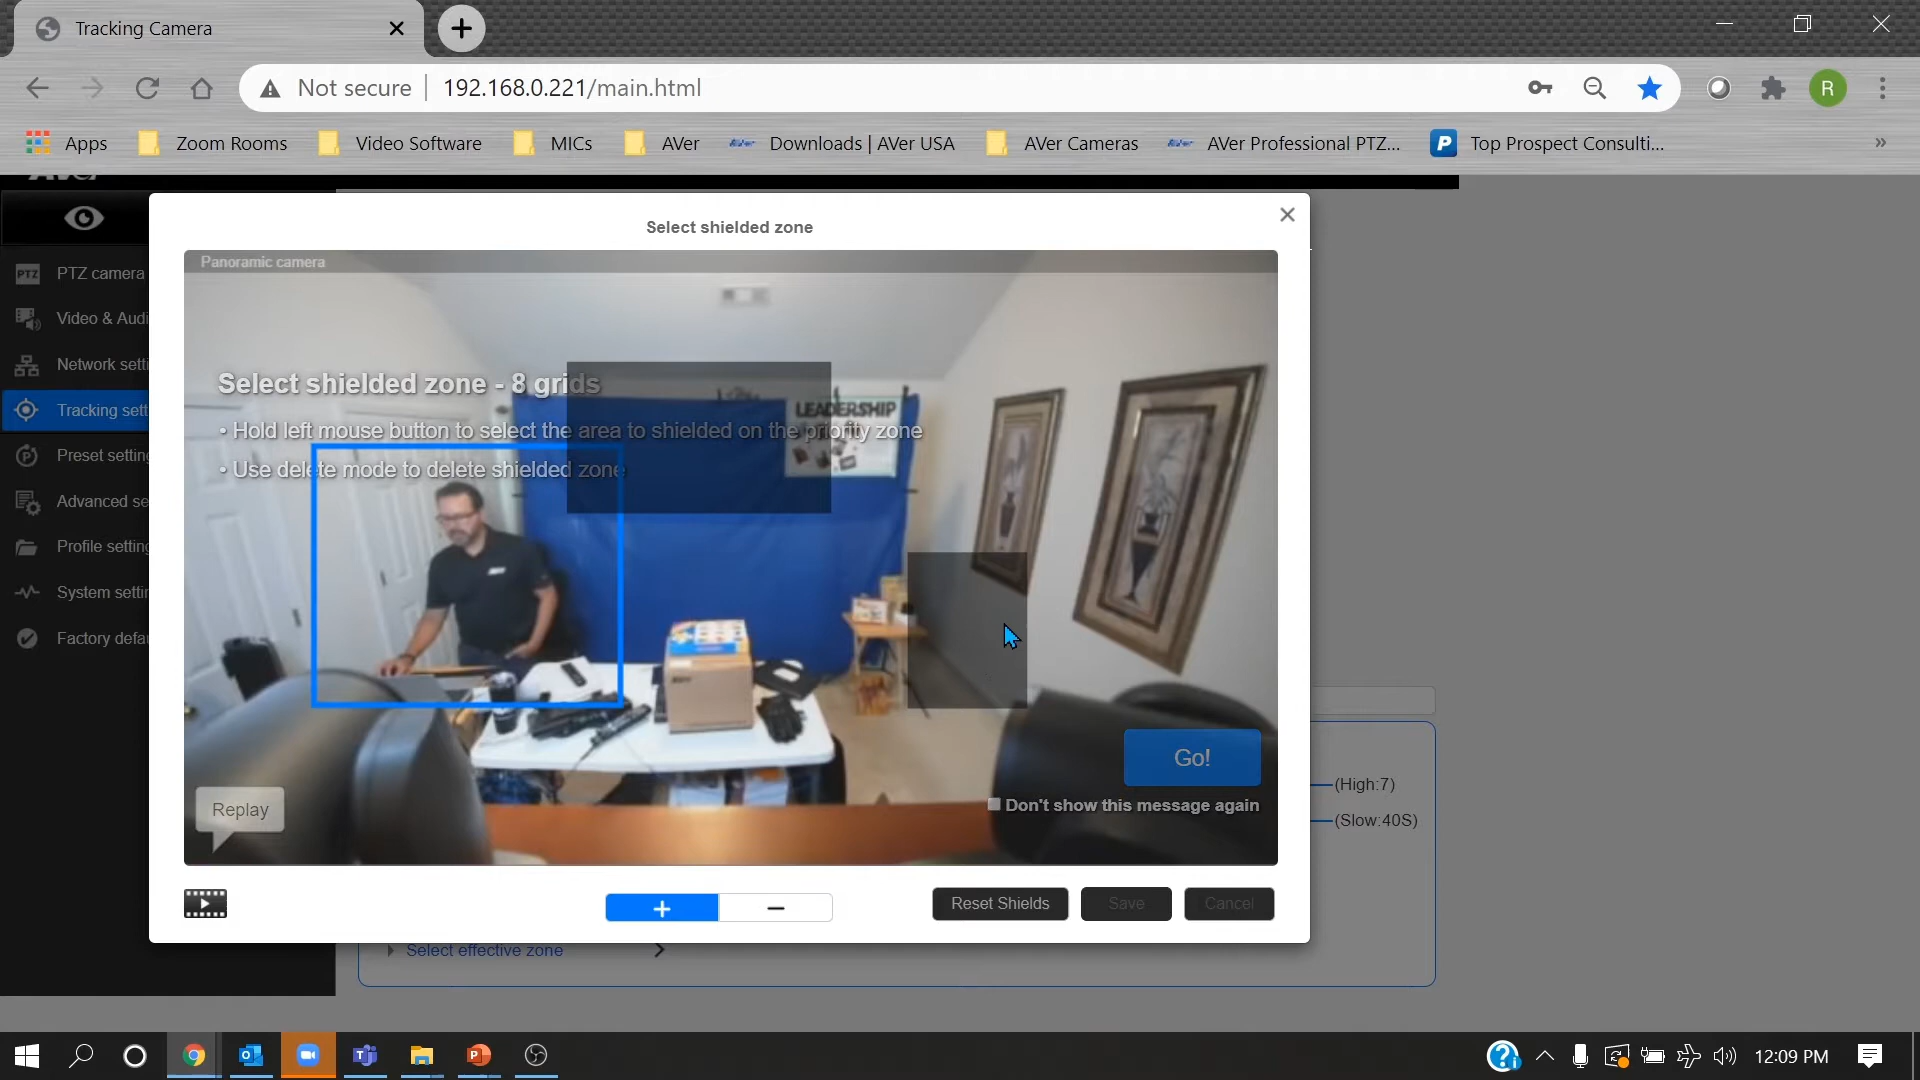 Tracking Camera
Not secure
192.168.0.221/main.html
R
Apps
Zoom Rooms
Video Software
MICs
AVer
Downloads | AVer USA
AVer Cameras
AVer Professional PTZ...
Top Prospect Consulti...
»
Select shielded zone
Panoramic camera
PTZ camera
Video & Audi
Network setti
Tracking sett
Preset setting
Advanced se
Profile setting
System settin
Factory defau
Select shielded zone - 8 grids
• Hold left mouse button to select the area to shielded on the priority zone
• Use delete mode to delete shielded zone
LEADERSHIP
Go!
Don't show this message again
Replay
(High:7)
(Slow:40S)
+
−
Reset Shields
Save
Cancel
Select effective zone
12:09 PM